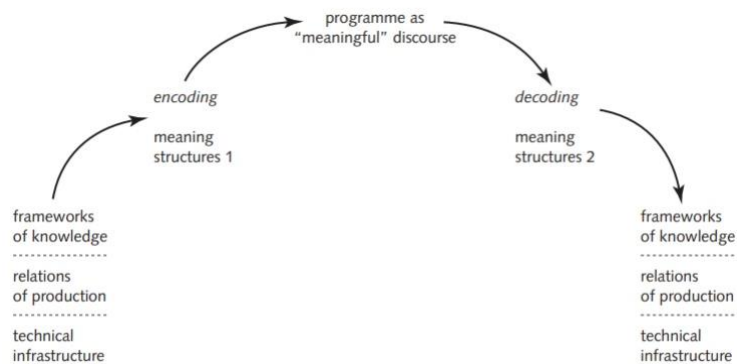 programme as
“meaningful” discourse
encoding
meaning
structures 1
decoding
meaning
structures 2
frameworks
of knowledge
relations
of production
technical
infrastructure
frameworks
of knowledge
relations
of production
technical
infrastructure